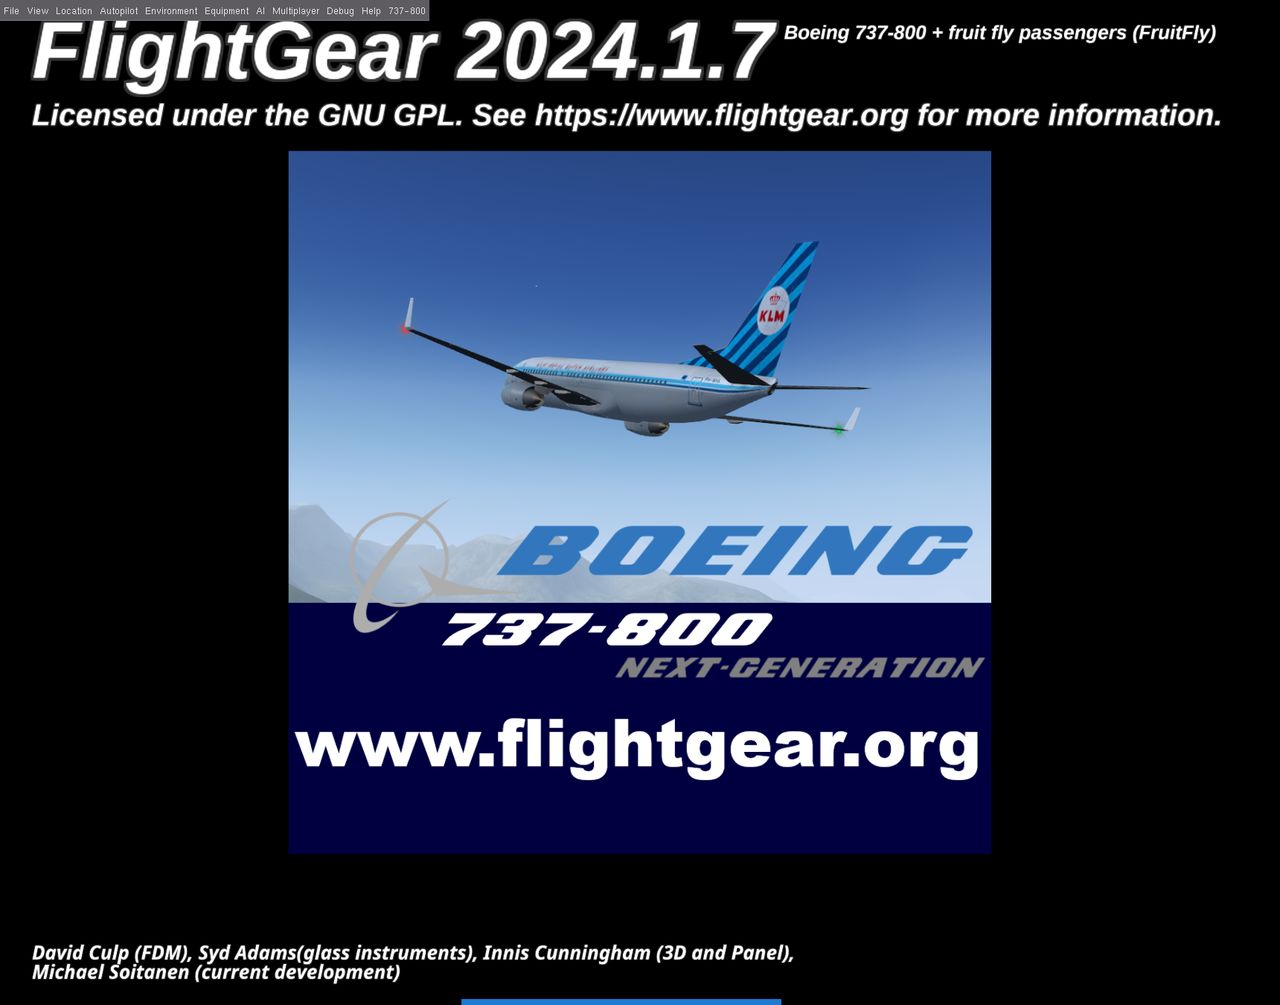 File View Location Autopilot Environment Equipment AI Multiplayer Debug Help 737-800
FlightGear 2024.1.7
Boeing 737-800 + fruit fly passengers (FruitFly)
Licensed under the GNU GPL. See https://www.flightgear.org for more information.
KLM
BOEING
737-800
NEXT-GENERATION
www.flightgear.org
David Culp (FDM), Syd Adams(glass instruments), Innis Cunningham (3D and Panel),
Michael Soitanen (current development)